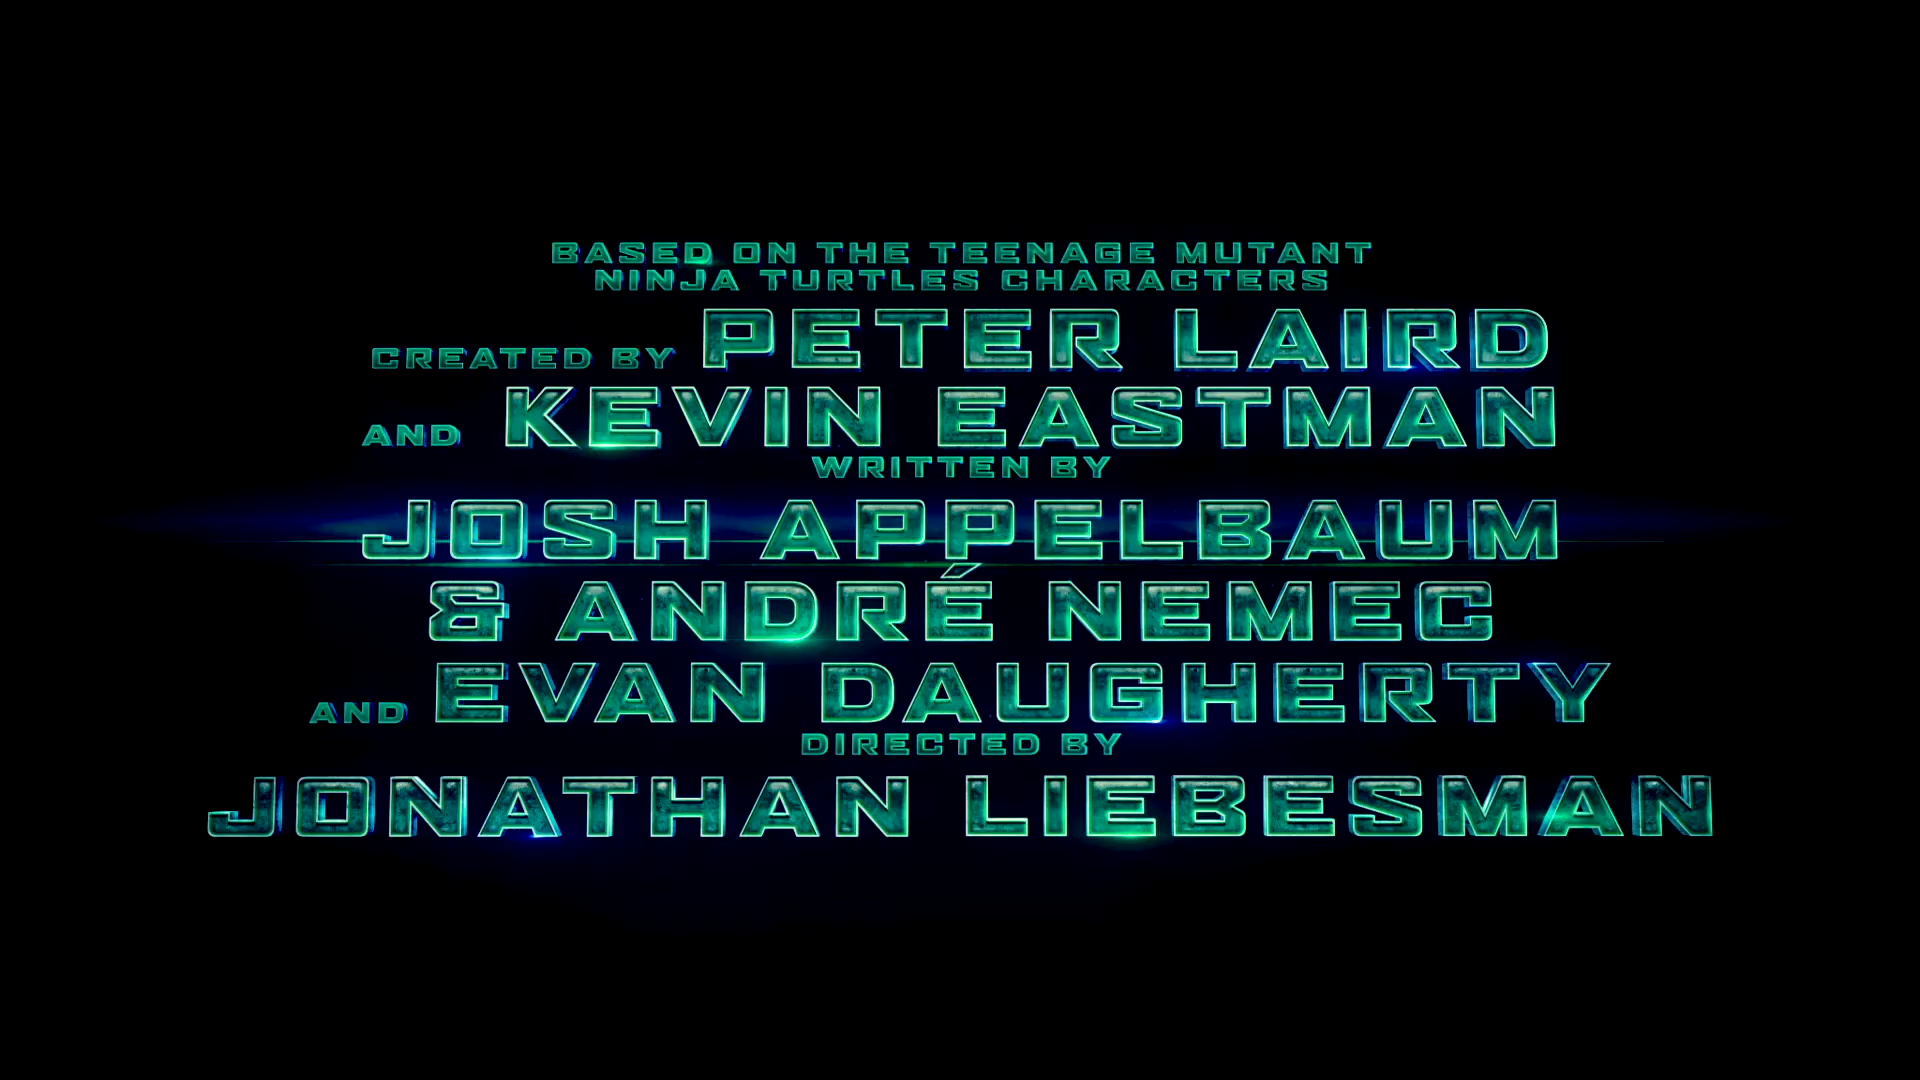 BASED ON THE TEENAGE MUTANT
NINJA TURTLES CHARACTERS
CREATED BY PETER LAIRD
AND KEVIN EASTMAN
WRITTEN BY
JOSH APPELBAUM
& ANDRÉ NEMEC
AND EVAN DAUGHERTY
DIRECTED BY
JONATHAN LIEBESMAN